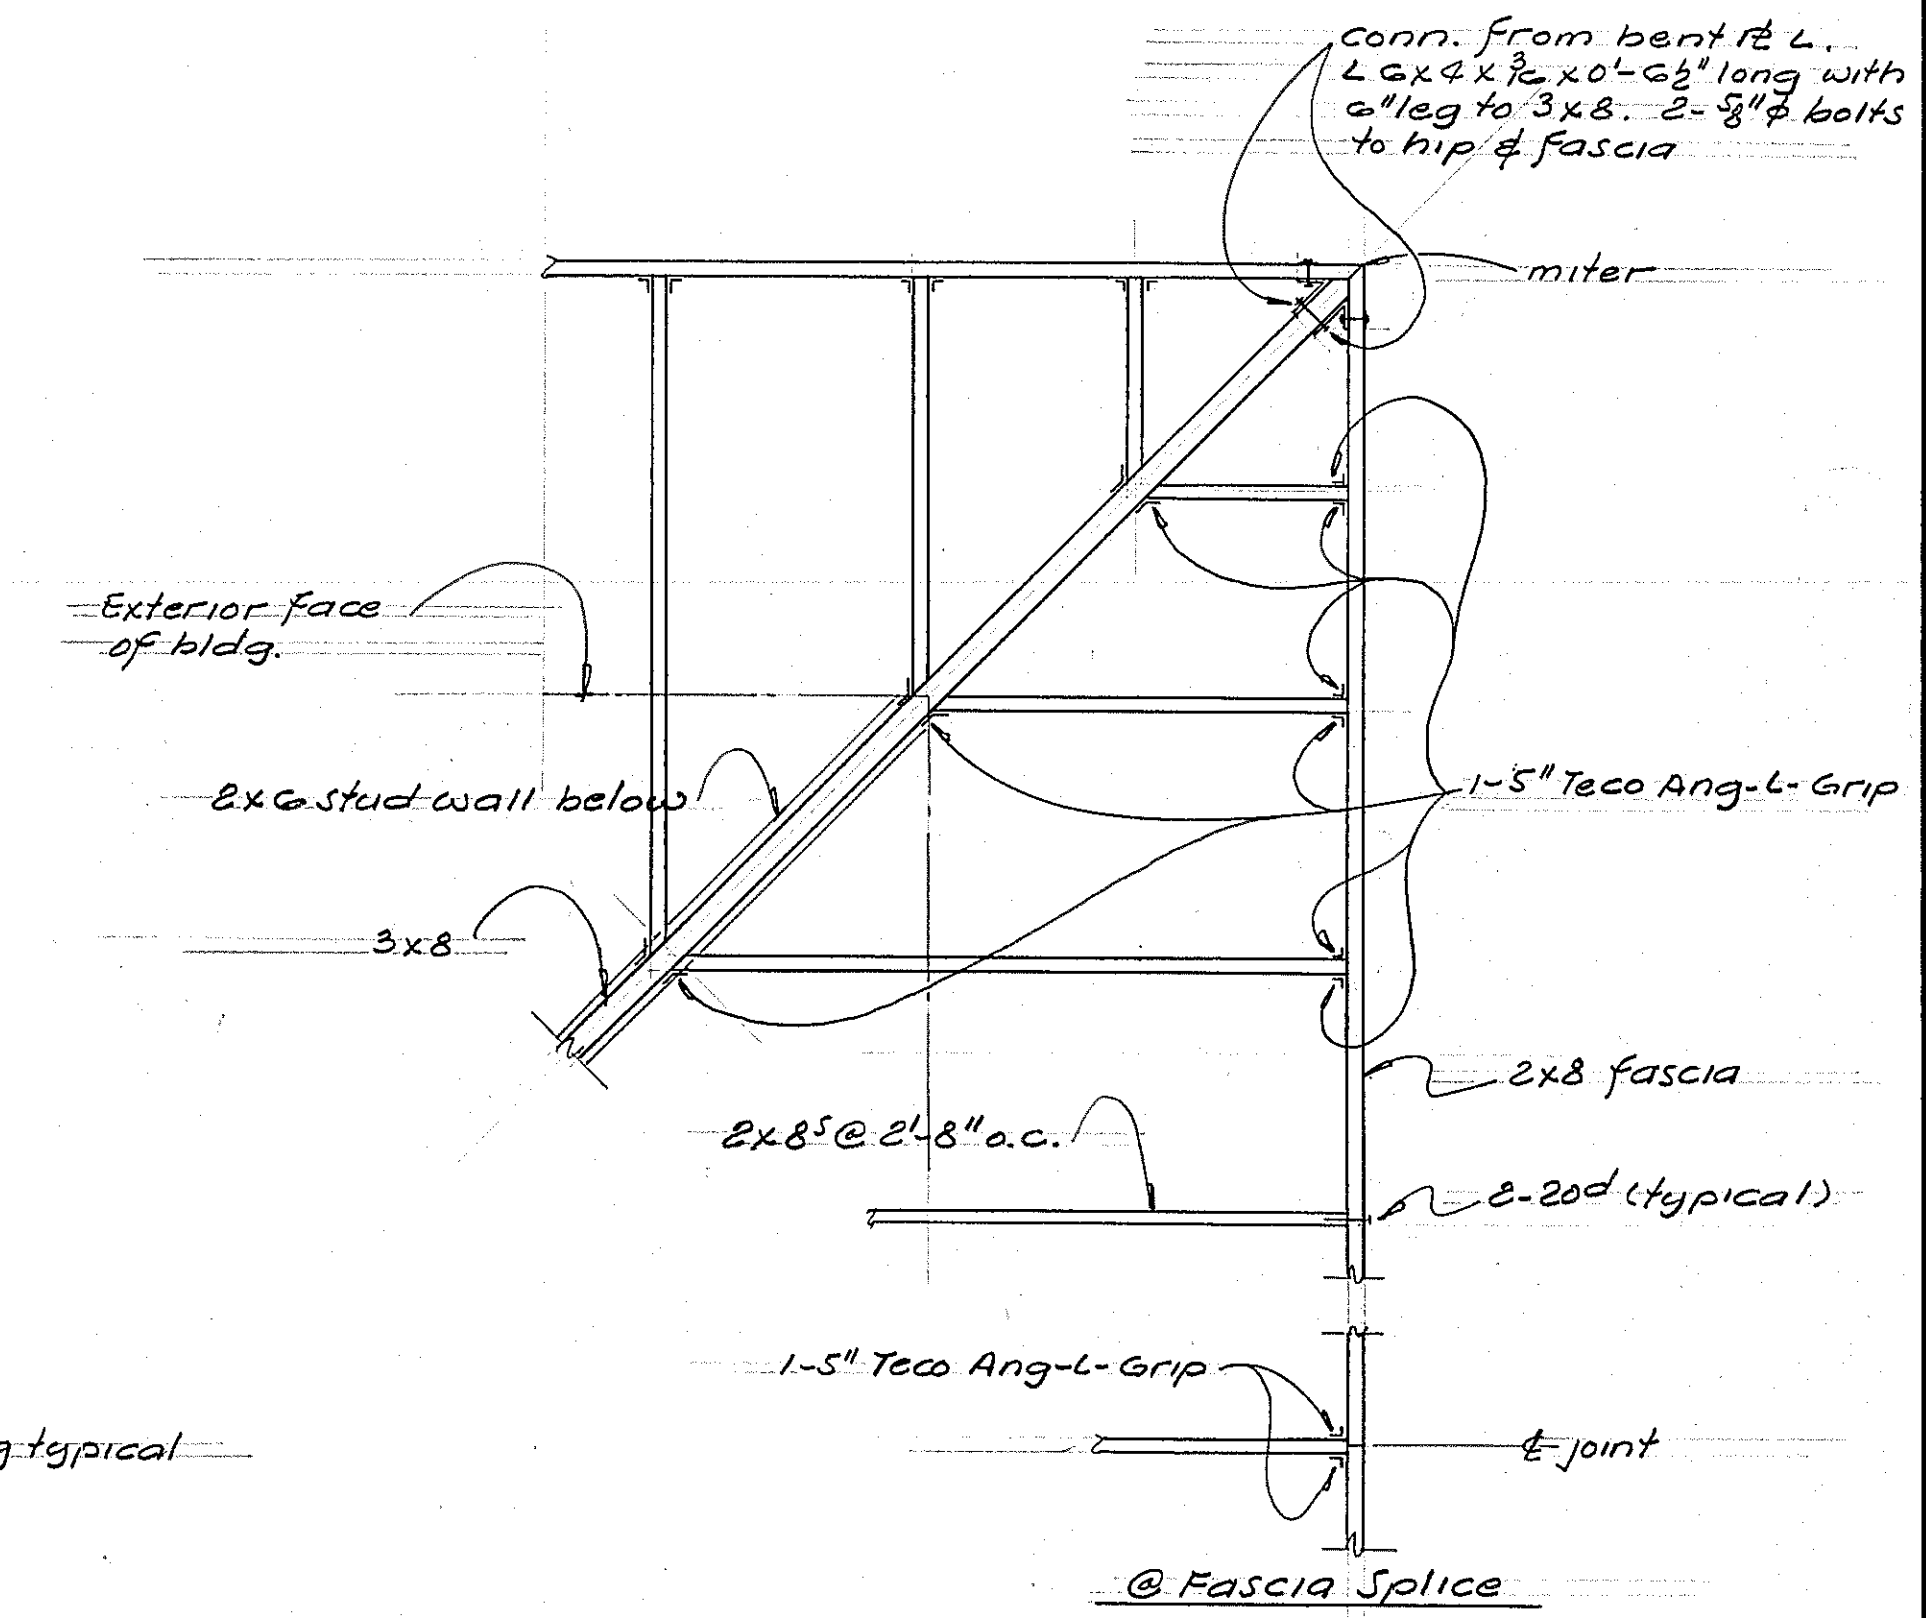 conn. from bent ℞ L.
L 6x4 x 3/16 x 0'-6½" long with
6" leg to 3x8. 2-⅝"ϕ bolts
to hip & fascia
miter
Exterior face
of bldg.
2x6 stud wall below
1-5" Teco Ang-L-Grip
3x8
2x8 fascia
2x8s @ 2'-8" o.c.
2-20d (typical)
1-5" Teco Ang-L-Grip
g typical
℄ joint
@ Fascia Splice